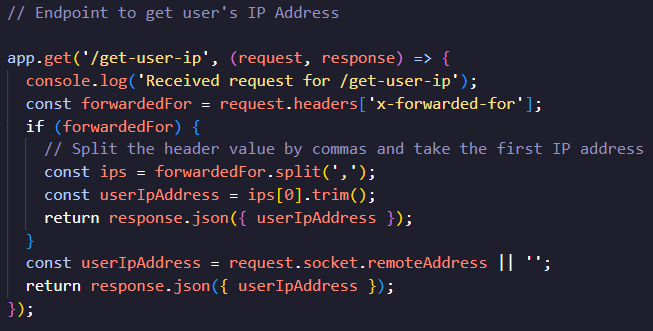 // Endpoint to get user's IP Address
app.get('/get-user-ip', (request, response) => {
console.log('Received request for /get-user-ip');
const forwardedFor = request.headers['x-forwarded-for'];
if (forwardedFor) {
// Split the header value by commas and take the first IP address
const ips = forwardedFor.split(',');
const userIpAddress = ips[0].trim();
return response.json({ userIpAddress });
}
const userIpAddress = request.socket.remoteAddress || '';
return response.json({ userIpAddress });
});